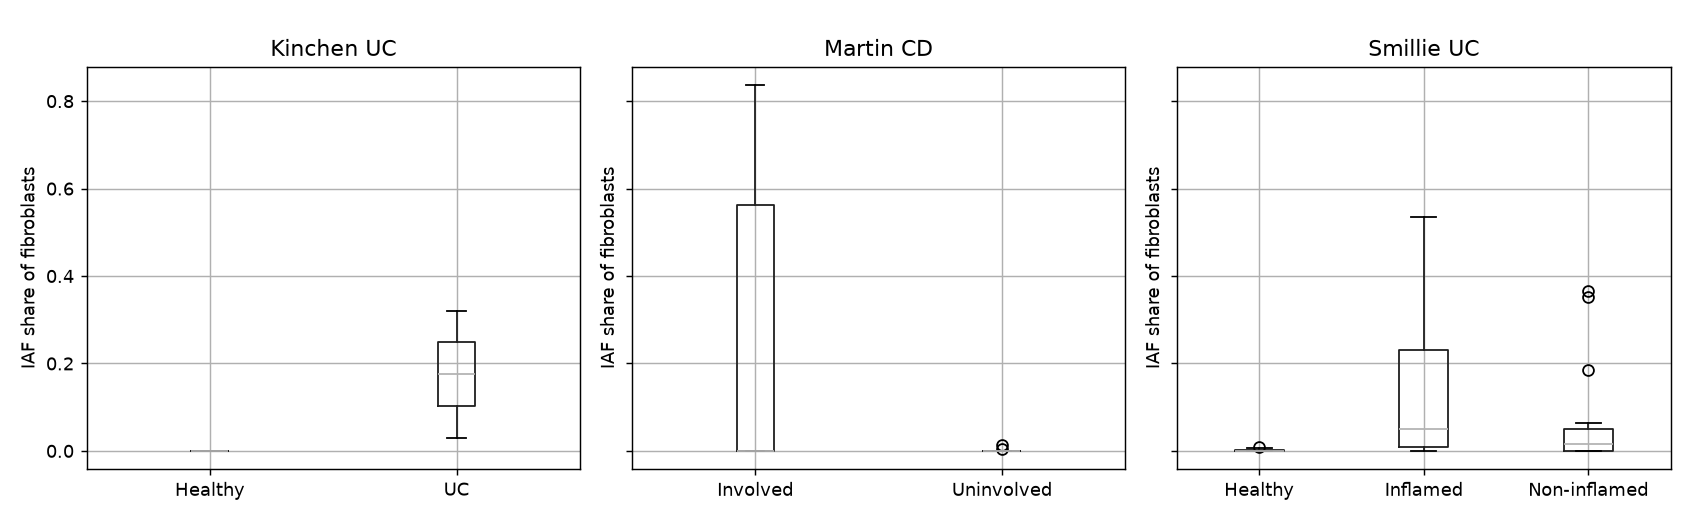 Kinchen UC
Martin CD
Smillie UC
IAF share of fibroblasts
0.8
0.6
0.4
0.2
0.0
Healthy
UC
IAF share of fibroblasts
Involved
Uninvolved
IAF share of fibroblasts
Healthy
Inflamed
Non-inflamed